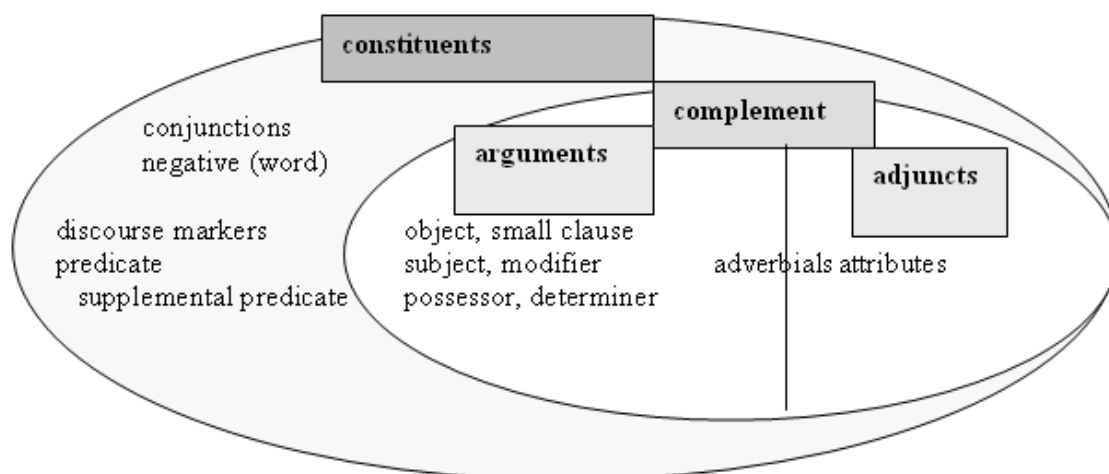 constituents
complement
arguments
adjuncts
conjunctions
negative (word)
discourse markers
predicate
supplemental predicate
object, small clause
subject, modifier
possessor, determiner
adverbials attributes